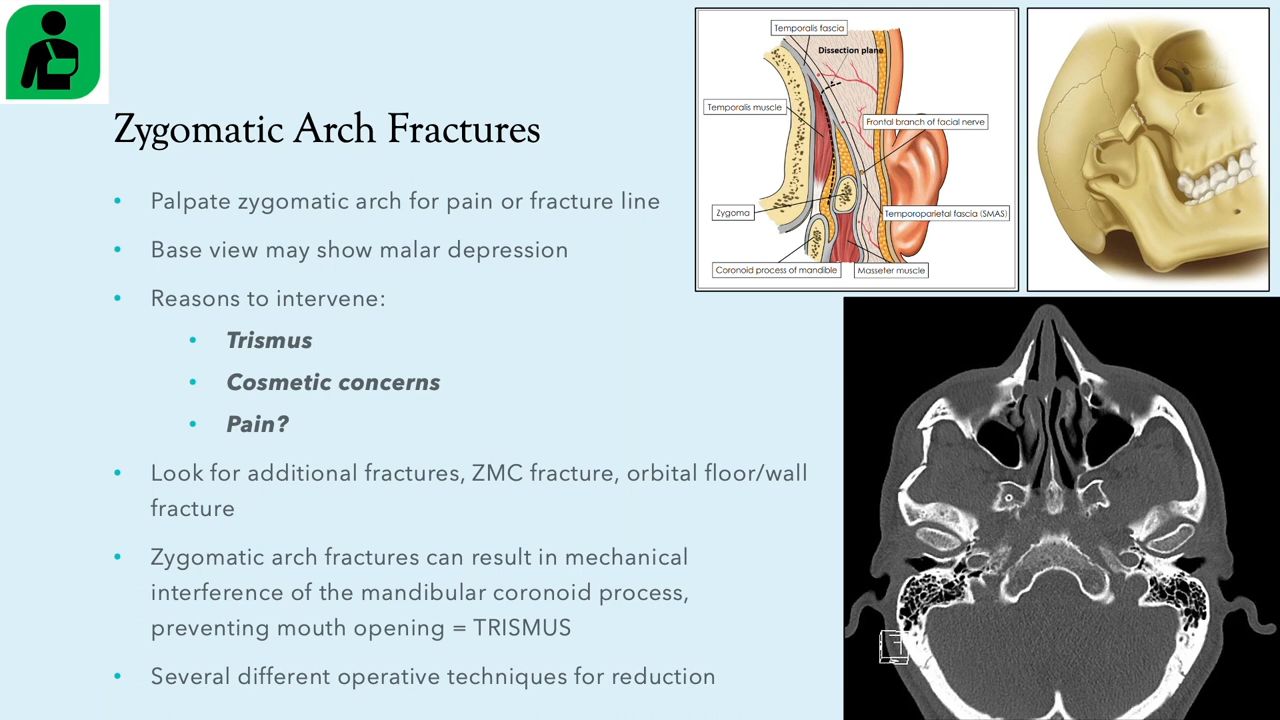 Zygomatic Arch Fractures
• Palpate zygomatic arch for pain or fracture line
• Base view may show malar depression
• Reasons to intervene:
• Trismus
• Cosmetic concerns
• Pain?
• Look for additional fractures, ZMC fracture, orbital floor/wall
fracture
• Zygomatic arch fractures can result in mechanical
interference of the mandibular coronoid process,
preventing mouth opening = TRISMUS
• Several different operative techniques for reduction
Temporalis fascia
Dissection plane
Temporalis muscle
Frontal branch of facial nerve
Zygoma
Temporoparietal fascia (SMAS)
Coronoid process of mandible
Masseter muscle